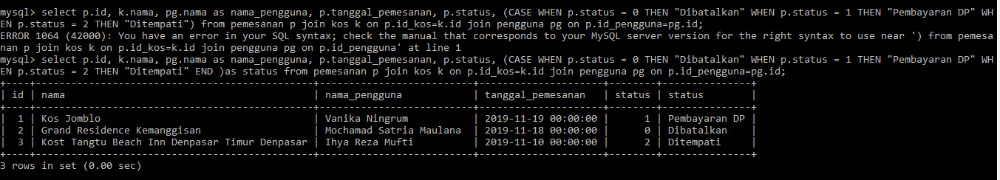 mysql> select p.id, k.nama, pg.nama as nama_pengguna, p.tanggal_pemesanan, p.status, (CASE WHEN p.status = 0 THEN "Dibatalkan" WHEN p.status = 1 THEN "Pembayaran DP" WH
EN p.status = 2 THEN "Ditempati") from pemesanan p join kos k on p.id_kos=k.id join pengguna pg on p.id_pengguna=pg.id;
ERROR 1064 (42000): You have an error in your SQL syntax; check the manual that corresponds to your MySQL server version for the right syntax to use near ') from pemesa
nan p join kos k on p.id_kos=k.id join pengguna pg on p.id_pengguna' at line 1
mysql> select p.id, k.nama, pg.nama as nama_pengguna, p.tanggal_pemesanan, p.status, (CASE WHEN p.status = 0 THEN "Dibatalkan" WHEN p.status = 1 THEN "Pembayaran DP" WH
EN p.status = 2 THEN "Ditempati" END )as status from pemesanan p join kos k on p.id_kos=k.id join pengguna pg on p.id_pengguna=pg.id;
+----+----------------------------------------------+--------------------------+---------------------+--------+---------------+
| id | nama | nama_pengguna | tanggal_pemesanan | status | status |
+----+----------------------------------------------+--------------------------+---------------------+--------+---------------+
| 1 | Kos Jomblo | Vanika Ningrum | 2019-11-19 00:00:00 | 1 | Pembayaran DP |
| 2 | Grand Residence Kemanggisan | Mochamad Satria Maulana | 2019-11-18 00:00:00 | 0 | Dibatalkan |
| 3 | Kost Tangtu Beach Inn Denpasar Timur Denpasar | Ihya Reza Mufti | 2019-11-10 00:00:00 | 2 | Ditempati |
+----+----------------------------------------------+--------------------------+---------------------+--------+---------------+
3 rows in set (0.00 sec)